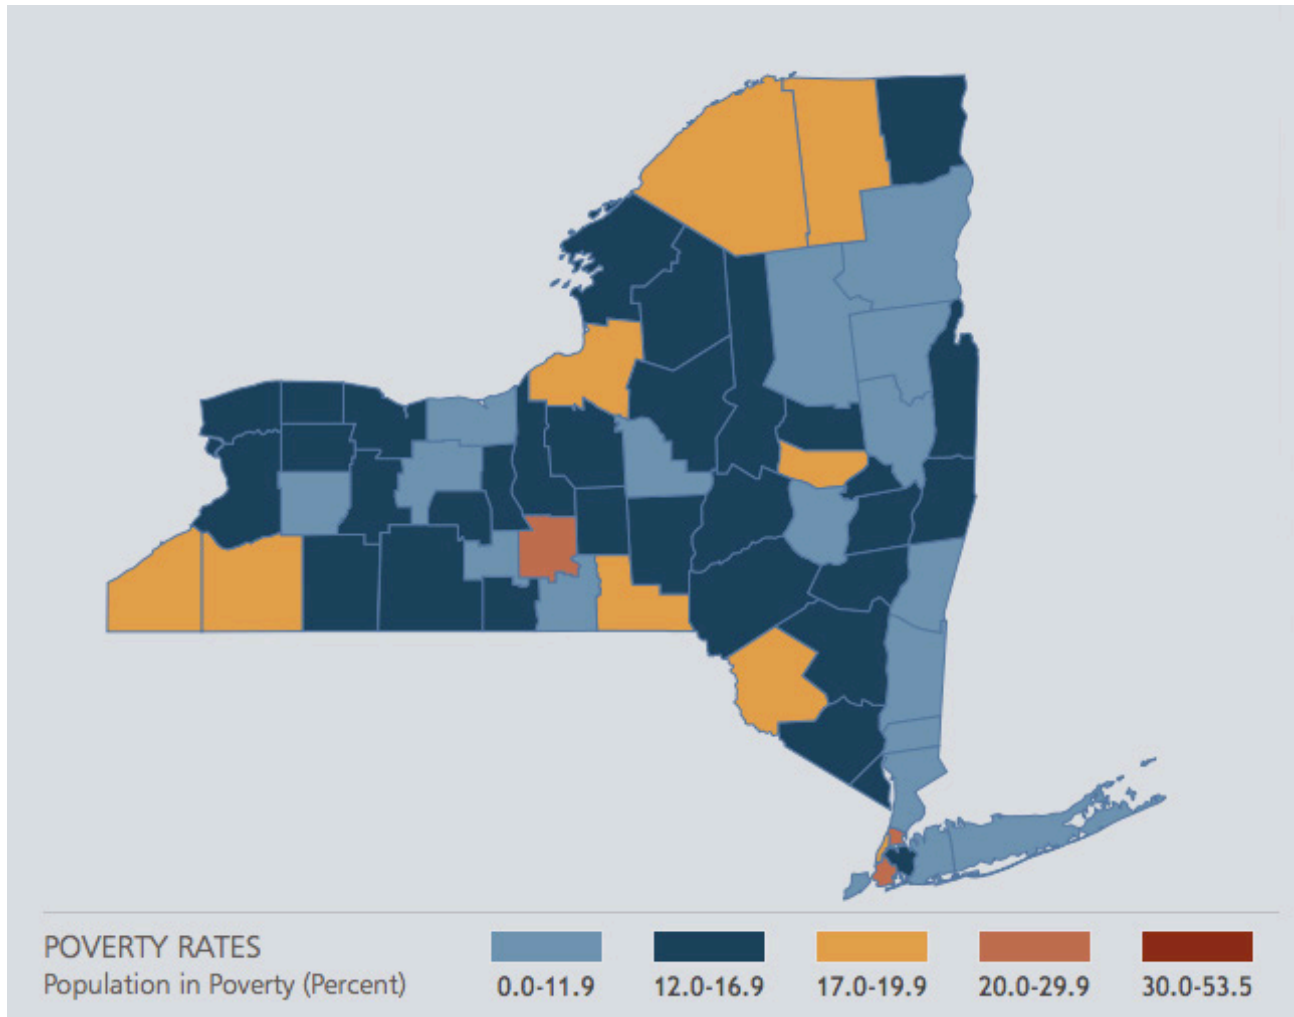 POVERTY RATES
Population in Poverty (Percent)
0.0-11.9
12.0-16.9
17.0-19.9
20.0-29.9
30.0-53.5